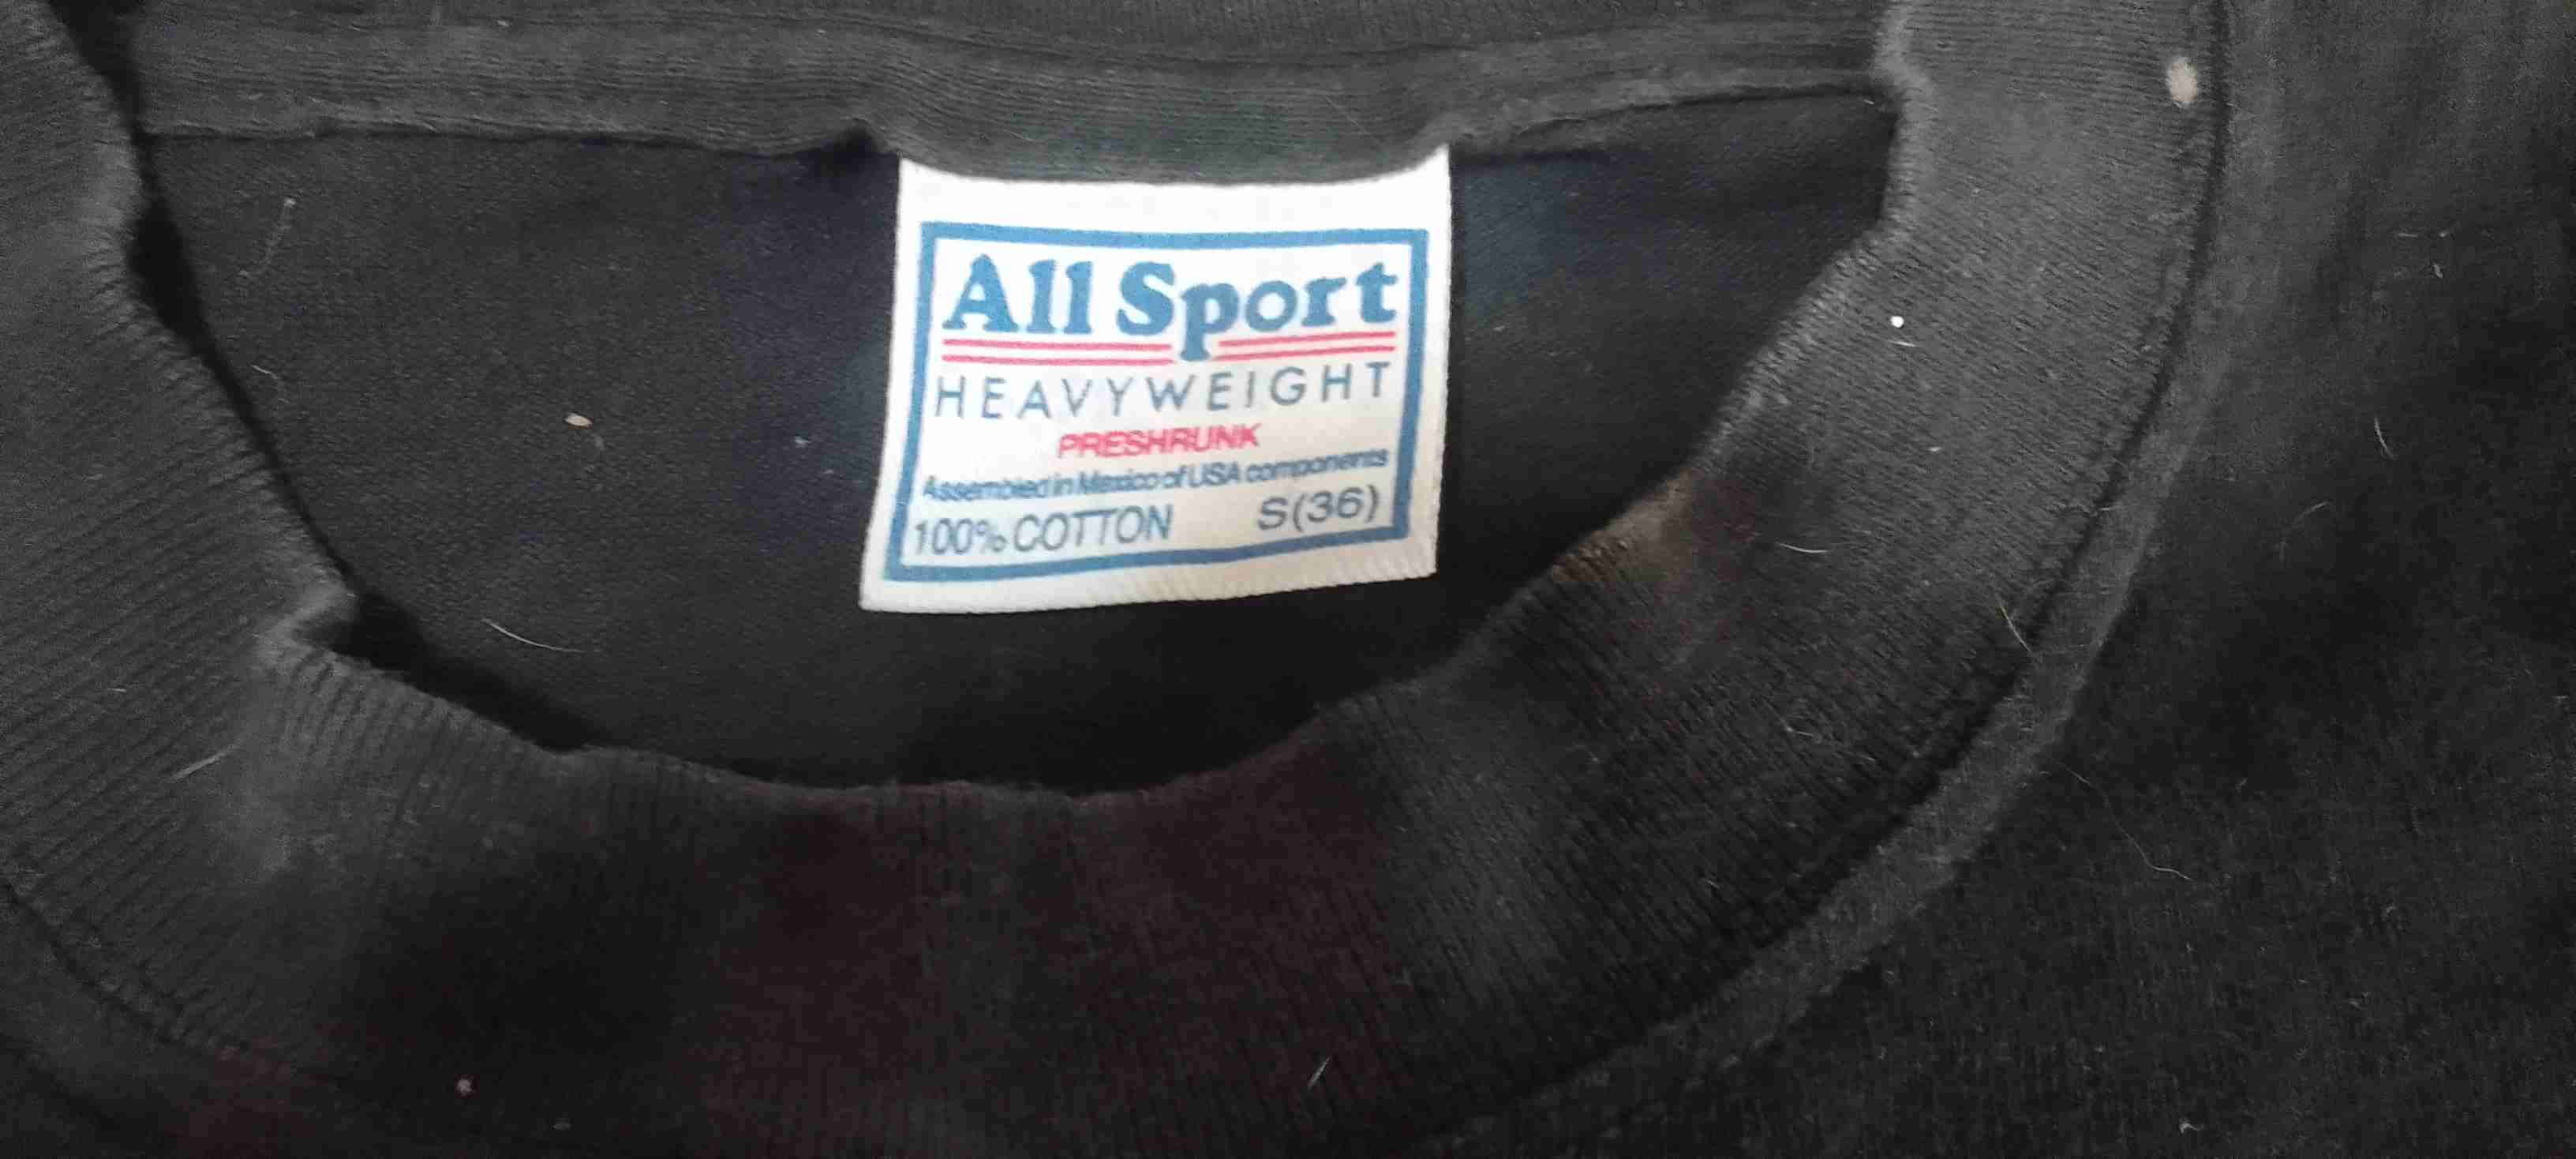 All Sport
HEAVYWEIGHT
PRESHRUNK
Assembled in Mexico of USA components
100% COTTON S(36)